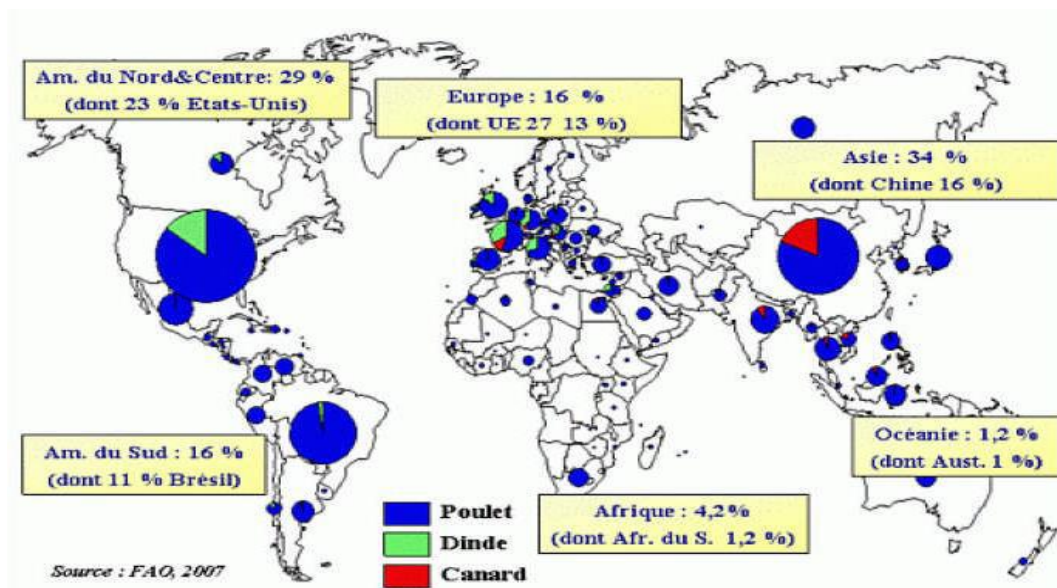 Am. du Nord&Centre: 29 %
(dont 23 % Etats-Unis)
Europe : 16 %
(dont UE 27 13 %)
Asie : 34 %
(dont Chine 16 %)
Am. du Sud : 16 %
(dont 11 % Brésil)
Océanie : 1,2 %
(dont Aust. 1 %)
Afrique : 4,2%
(dont Afr. du S. 1,2 %)
Poulet
Dinde
Canard
Source : FAO, 2007